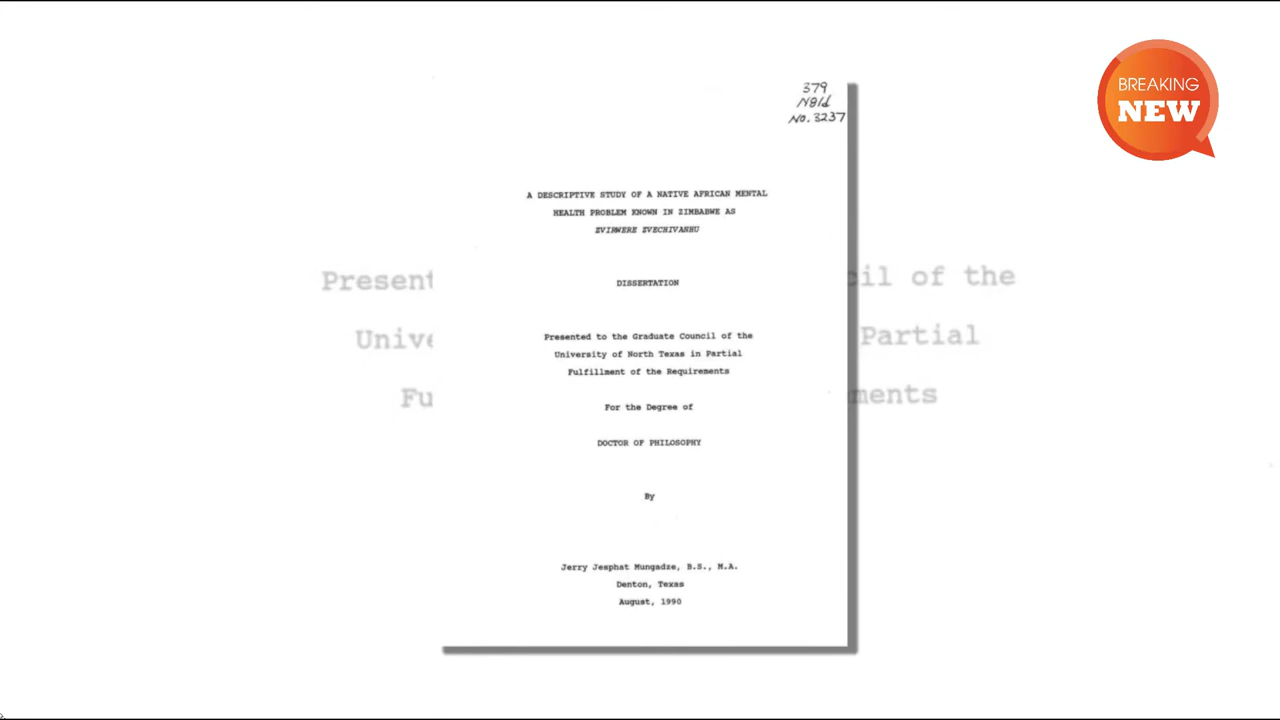 BREAKING
NEW
379
N81d
No. 3237
A DESCRIPTIVE STUDY OF A NATIVE AFRICAN MENTAL
HEALTH PROBLEM KNOWN IN ZIMBABWE AS
ZVIRWERE ZVECHIVANHU
DISSERTATION
Presented to the Graduate Council of the
University of North Texas in Partial
Fulfillment of the Requirements
For the Degree of
DOCTOR OF PHILOSOPHY
By
Jerry Jesphat Mungadze, B.S., M.A.
Denton, Texas
August, 1990
Present cil of the
Unive Partial
Fu ments